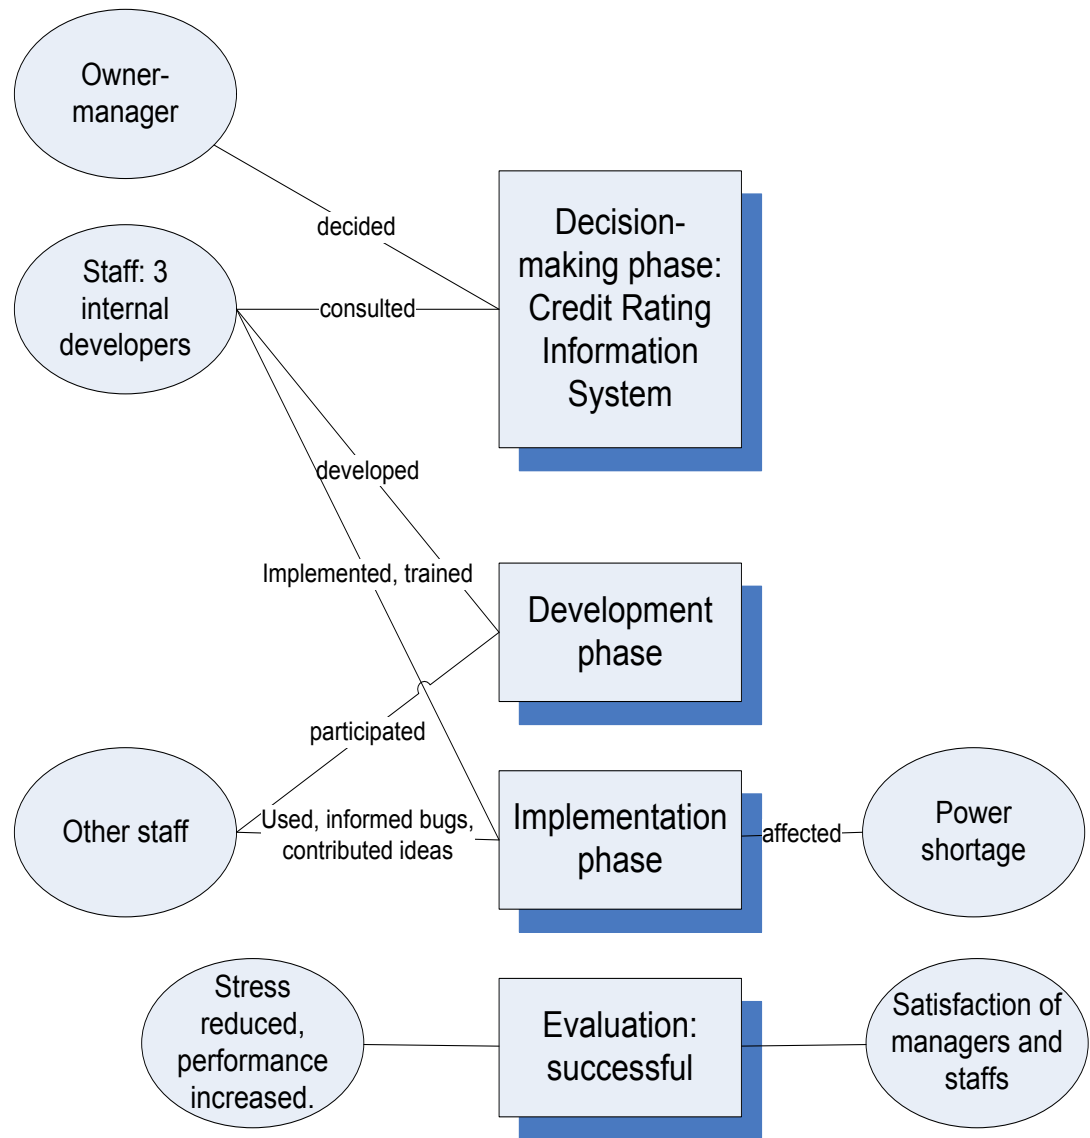 Owner-
manager
decided
Decision-
making phase:
Credit Rating
Information
System
Staff: 3
internal
developers
consulted
developed
Implemented, trained
Development
phase
participated
Other staff
Used, informed bugs,
contributed ideas
Implementation
phase
affected
Power
shortage
Stress
reduced,
performance
increased.
Evaluation:
successful
Satisfaction of
managers and
staffs